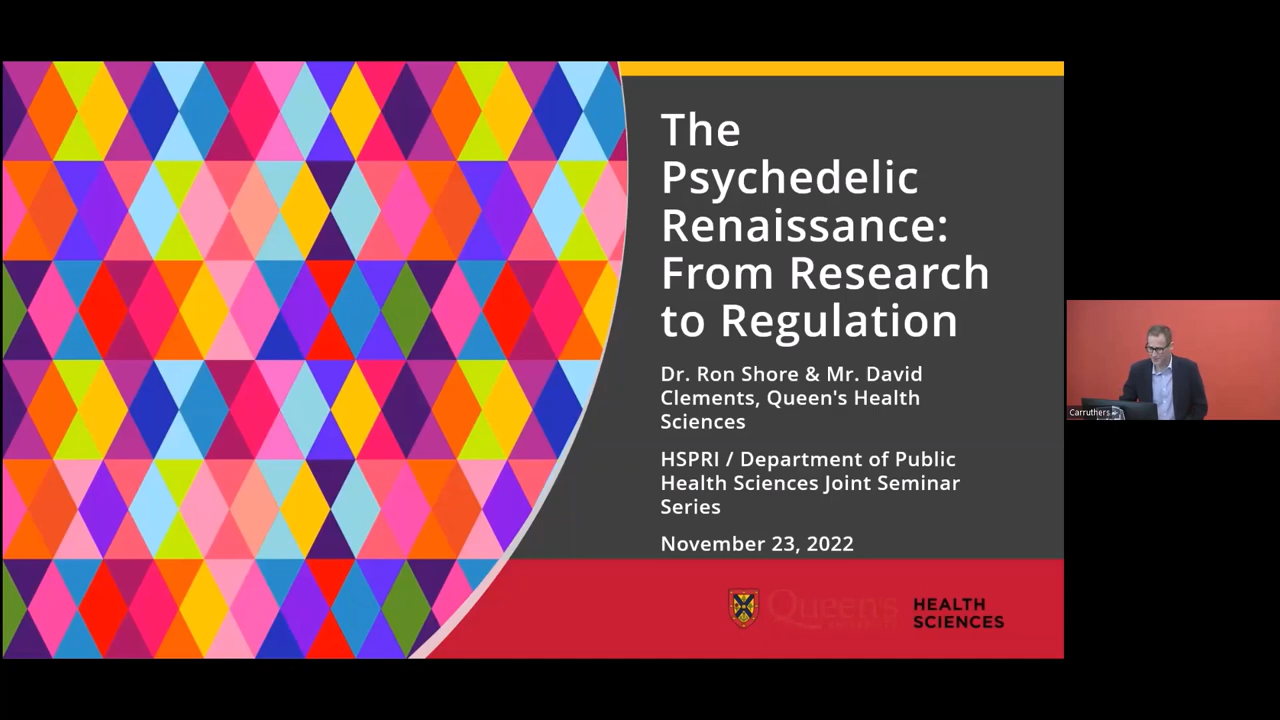 The
Psychedelic
Renaissance:
From Research
to Regulation
Dr. Ron Shore & Mr. David
Clements, Queen's Health
Sciences
HSPRI / Department of Public
Health Sciences Joint Seminar
Series
November 23, 2022
Queen's
HEALTH
SCIENCES
Carruthers